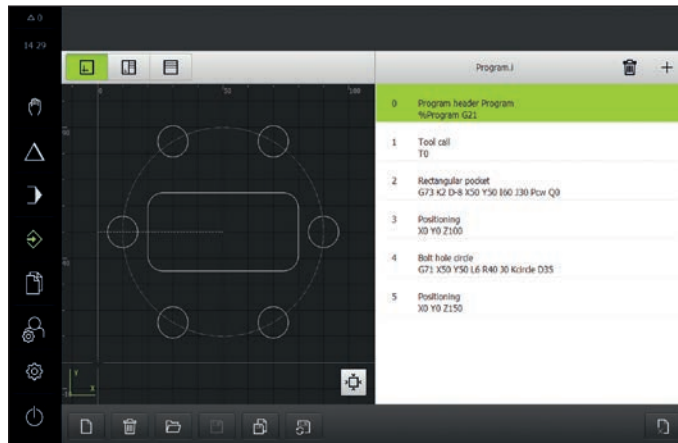 0
14:29
Program.i
0 50 100
0 Program header Program
%Program G21
1 Tool call
T0
2 Rectangular pocket
G73 K2 D-8 X50 Y50 I60 J30 Pcw Q0
3 Positioning
X0 Y0 Z100
4 Bolt hole circle
G71 X50 Y50 L6 R40 J0 Kcircle D35
5 Positioning
X0 Y0 Z150
Y
X